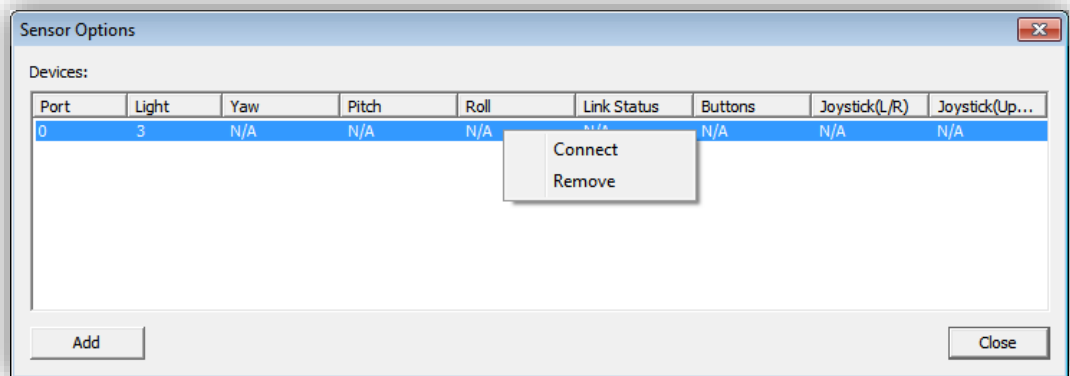 Sensor Options
Devices:
Port Light Yaw Pitch Roll Link Status Buttons Joystick(L/R) Joystick(Up...
0 3 N/A N/A N/A N/A N/A N/A N/A
Connect
Remove
Add Close